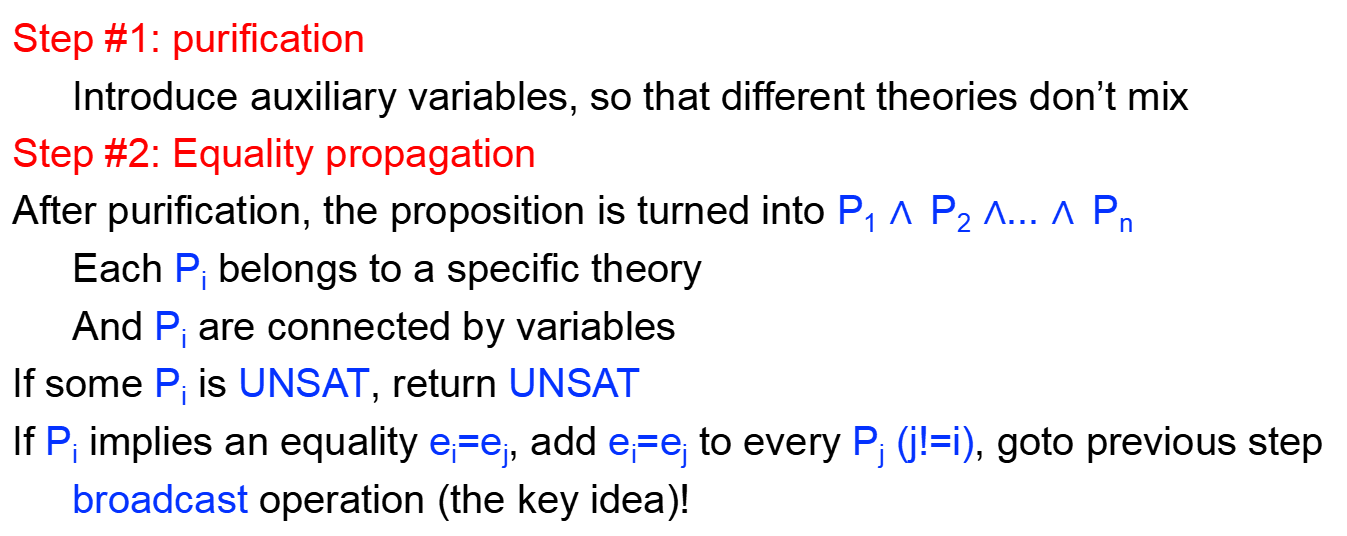 Step #1: purification
Introduce auxiliary variables, so that different theories don’t mix
Step #2: Equality propagation
After purification, the proposition is turned into P₁ ∧ P₂ ∧... ∧ Pₙ
Each Pᵢ belongs to a specific theory
And Pᵢ are connected by variables
If some Pᵢ is UNSAT, return UNSAT
If Pᵢ implies an equality eᵢ=eⱼ, add eᵢ=eⱼ to every Pⱼ (j!=i), goto previous step
broadcast operation (the key idea)!